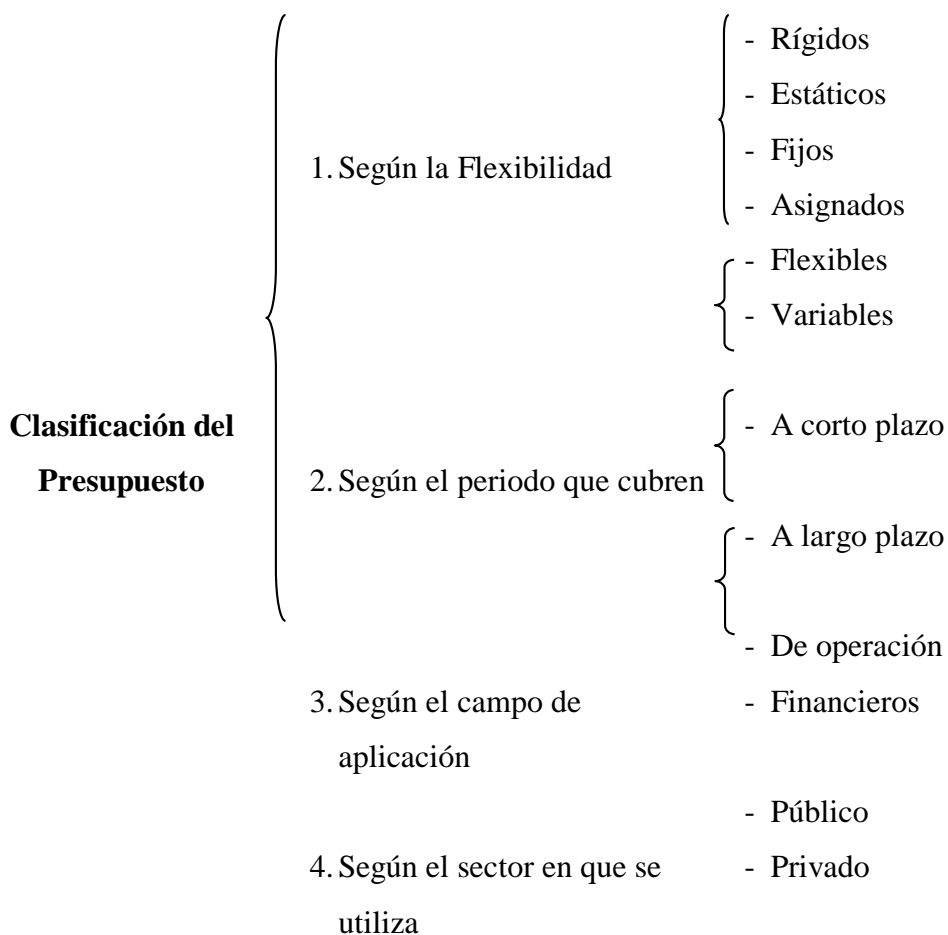 - Rígidos
- Estáticos
- Fijos
1. Según la Flexibilidad
- Asignados
- Flexibles
- Variables
Clasificación del
Presupuesto
- A corto plazo
2. Según el periodo que cubren
- A largo plazo
- De operación
3. Según el campo de
aplicación
- Financieros
- Público
4. Según el sector en que se
utiliza
- Privado